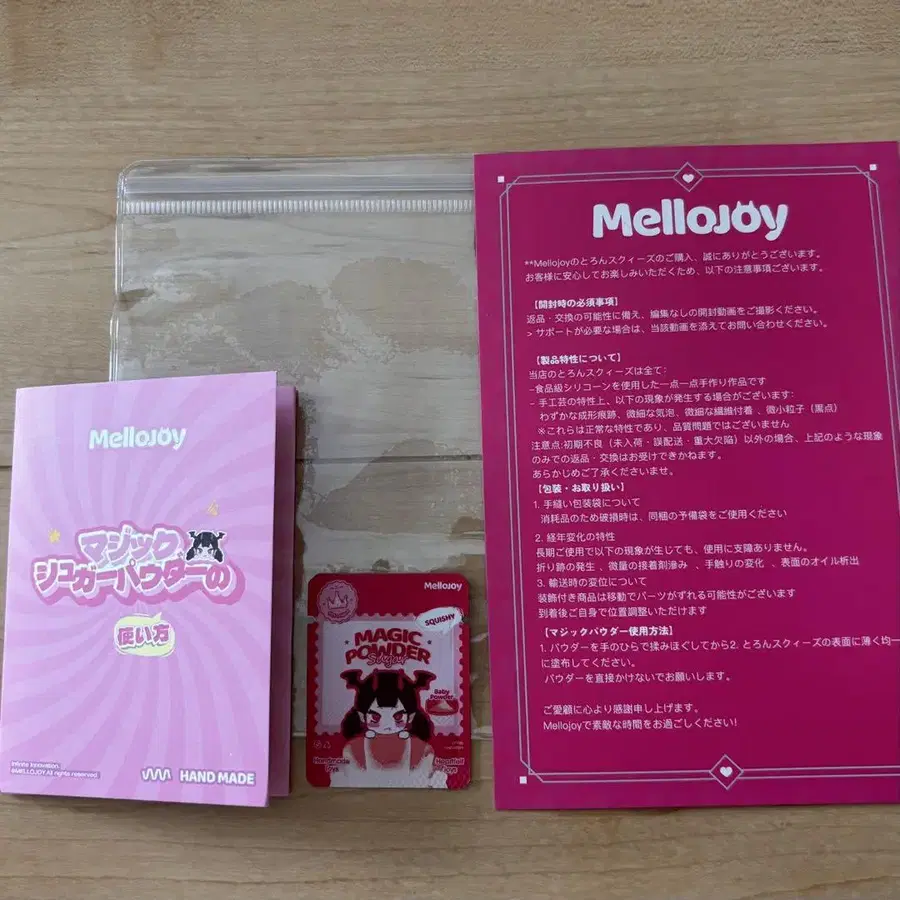 Mellojoy
**Mellojoyのとろんスクィーズのご購入、誠にありがとうございます。
お客様に安心してお楽しみいただくため、以下の注意事項ございます。
【開封時の必須事項】
返品・交換の可能性に備え、編集なしの開封動画をご撮影ください。
> サポートが必要な場合は、当該動画を添えてお問い合わせください。
【製品特性について】
当店のとろんスクィーズは全て:
–食品級シリコーンを使用した一点一点手作り作品です
- 手工芸の特性上、以下の現象が発生する場合がございます:
わずかな成形痕跡、微細な気泡、微細な繊維付着 、微小粒子（黒点）
※これらは正常な特性であり、品質問題ではございません
注意点:初期不良（未入荷・誤配送・重大欠陥）以外の場合、上記のような現象
のみでの返品・交換はお受けできかねます。
あらかじめご了承くださいませ。
【包装・お取り扱い】
1. 手縫い包装袋について
消耗品のため破損時は、同梱の予備袋をご使用ください
2. 経年変化の特性
長期ご使用で以下の現象が生じても、使用に支障ありません。
折り跡の発生 、微量の接着剤滲み 、手触りの変化 、表面のオイル析出
3. 輸送時の変位について
装飾付き商品は移動でパーツがずれる可能性がございます
到着後ご自身で位置調整いただけます
【マジックパウダー使用方法】
1. パウダーを手のひらで揉みほぐしてから2. とろんスクィーズの表面に薄く均一
に塗布してください。
パウダーを直接かけないでお願いします。
ご愛顧に心より感謝申し上げます。
Mellojoyで素敵な時間をお過ごしください!
Mellojoy
マジック
シュガーパウダーの
使い方
Infinite Innovation.
#MELLOJOY.All rights reserved
HAND MADE
Mellojoy
SQUISHY
MAGIC
POWDER
Sugar
Baby
Powder
Handmade
Toys
Healing
Toys